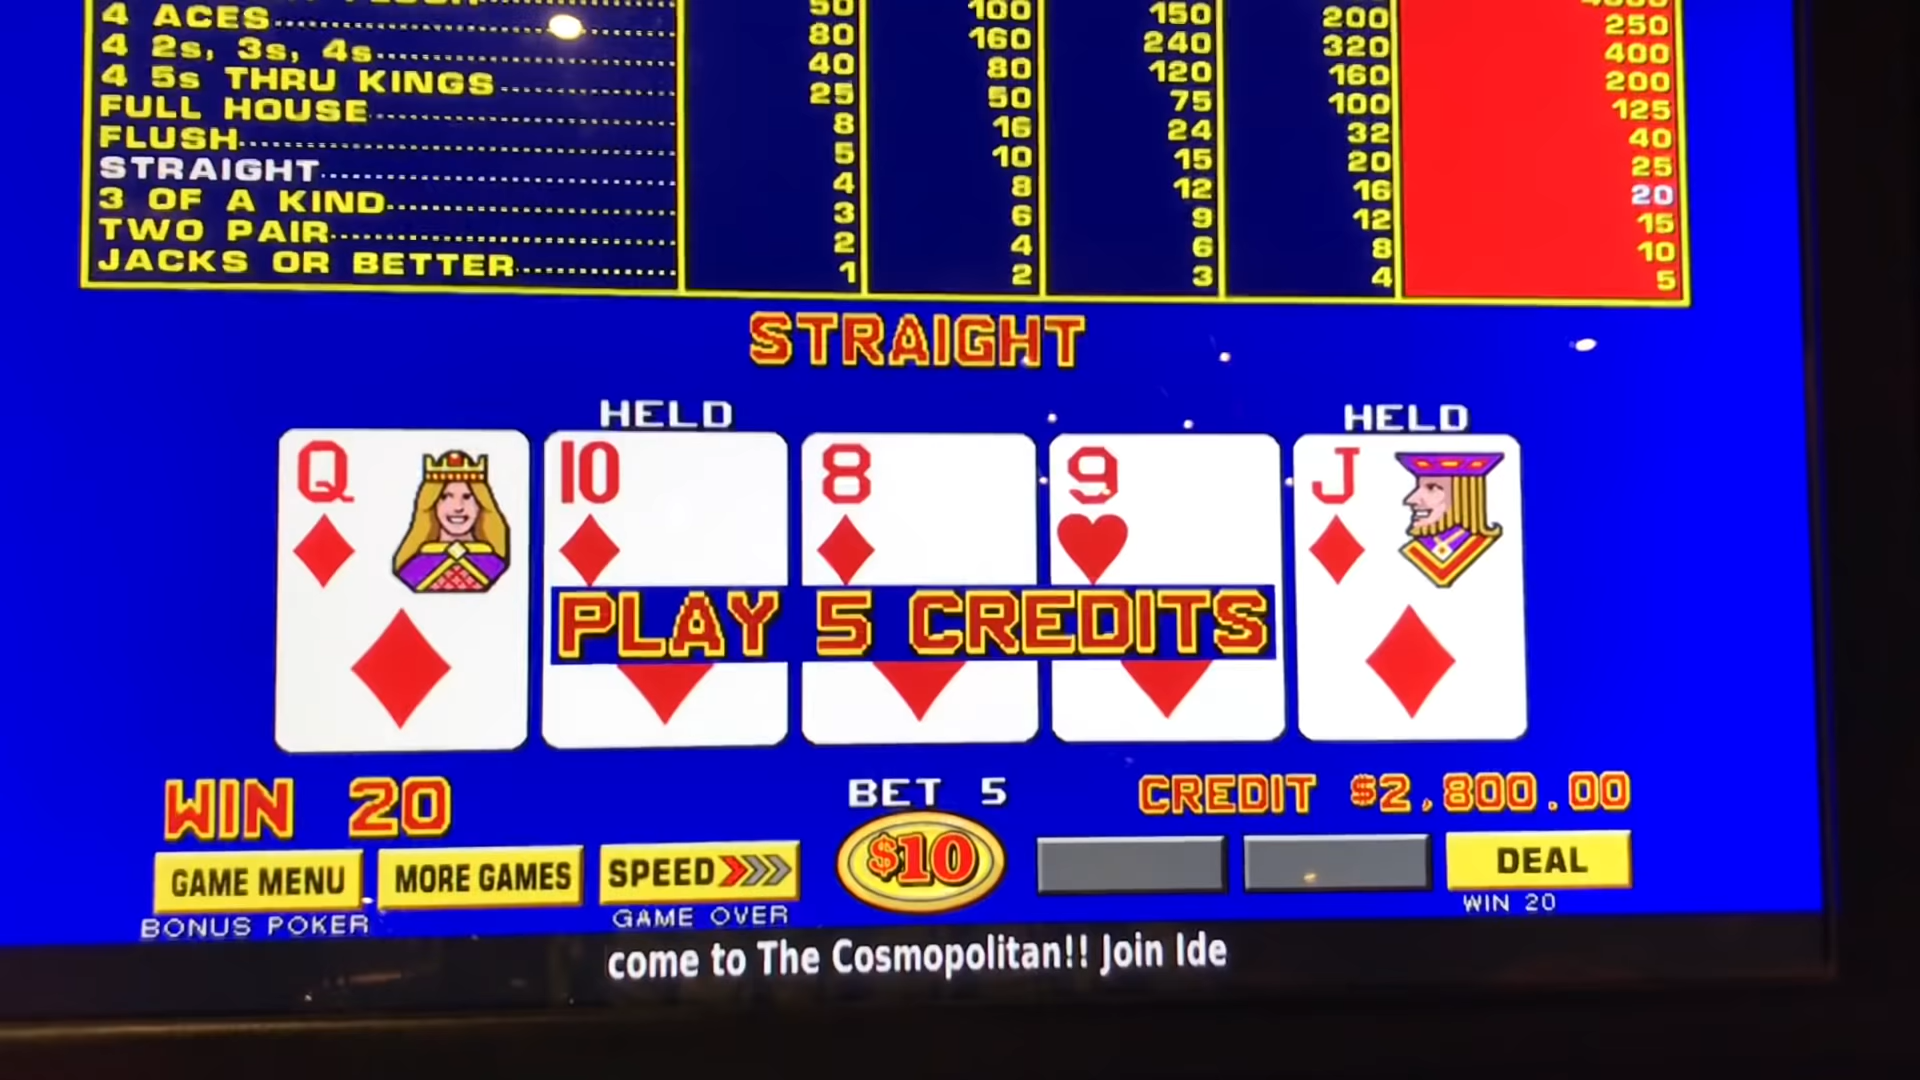 50 100 150 200 250
4 ACES 80 160 240 320 400
4 2s, 3s, 4s 40 80 120 160 200
4 5s THRU KINGS 25 50 75 100 125
FULL HOUSE 8 16 24 32 40
FLUSH 5 10 15 20 25
STRAIGHT 4 8 12 16 20
3 OF A KIND 3 6 9 12 15
TWO PAIR 2 4 6 8 10
JACKS OR BETTER 1 2 3 4 5
STRAIGHT
HELD HELD
Q 10 8 9 J
PLAY 5 CREDITS
WIN 20 BET 5 CREDIT $2,800.00
GAME MENU MORE GAMES SPEED $10 DEAL
BONUS POKER GAME OVER WIN 20
come to The Cosmopolitan!! Join Ide